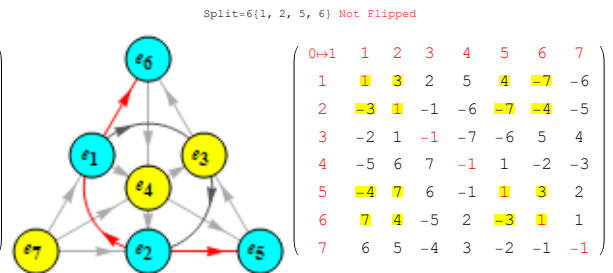 Split=6{1, 2, 5, 6} Not Flipped
e6
e1
e3
e4
e7
e2
e5
0↦1 1 2 3 4 5 6 7
1 1 3 2 5 4 -7 -6
2 -3 1 -1 -6 -7 -4 -5
3 -2 1 -1 -7 -6 5 4
4 -5 6 7 -1 1 -2 -3
5 -4 7 6 -1 1 3 2
6 7 4 -5 2 -3 1 1
7 6 5 -4 3 -2 -1 -1